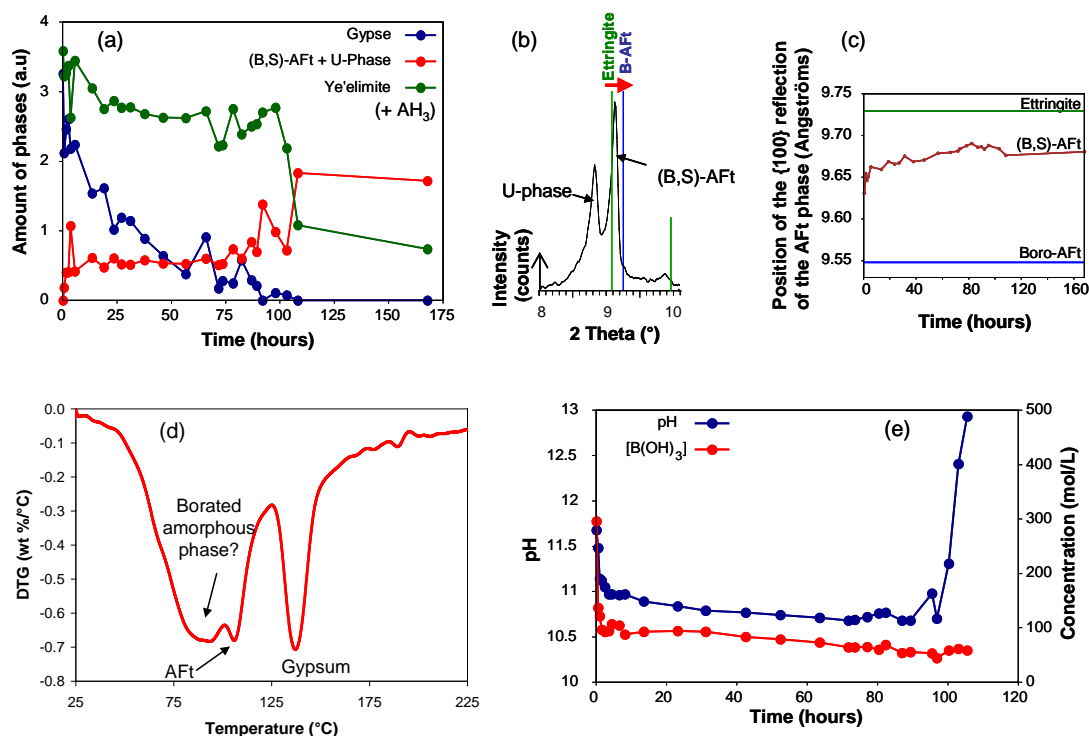 (a)
Gypse
(B,S)-AFt + U-Phase
Ye'elimite
(+ AH3)
Amount of phases (a.u)
4
3
2
1
0
0 25 50 75 100 125 150 175
Time (hours)
(b)
Ettringite
B-AFt
U-phase
(B,S)-AFt
Intensity
(counts)
8 9 10
2 Theta (°)
(c)
Position of the {100} reflection
of the AFt phase (Angströms)
9.75
9.71
9.67
9.63
9.59
9.55
Ettringite
(B,S)-AFt
Boro-AFt
0 40 80 120 160
Time (hours)
(d)
DTG (wt %/°C)
0.0
-0.1
-0.2
-0.3
-0.4
-0.5
-0.6
-0.7
-0.8
Borated
amorphous
phase?
AFt
Gypsum
25 75 125 175 225
Temperature (°C)
(e)
pH
[B(OH)3]
pH
13
12.5
12
11.5
11
10.5
10
500
400
300
200
100
0
Concentration (mol/L)
0 20 40 60 80 100 120
Time (hours)